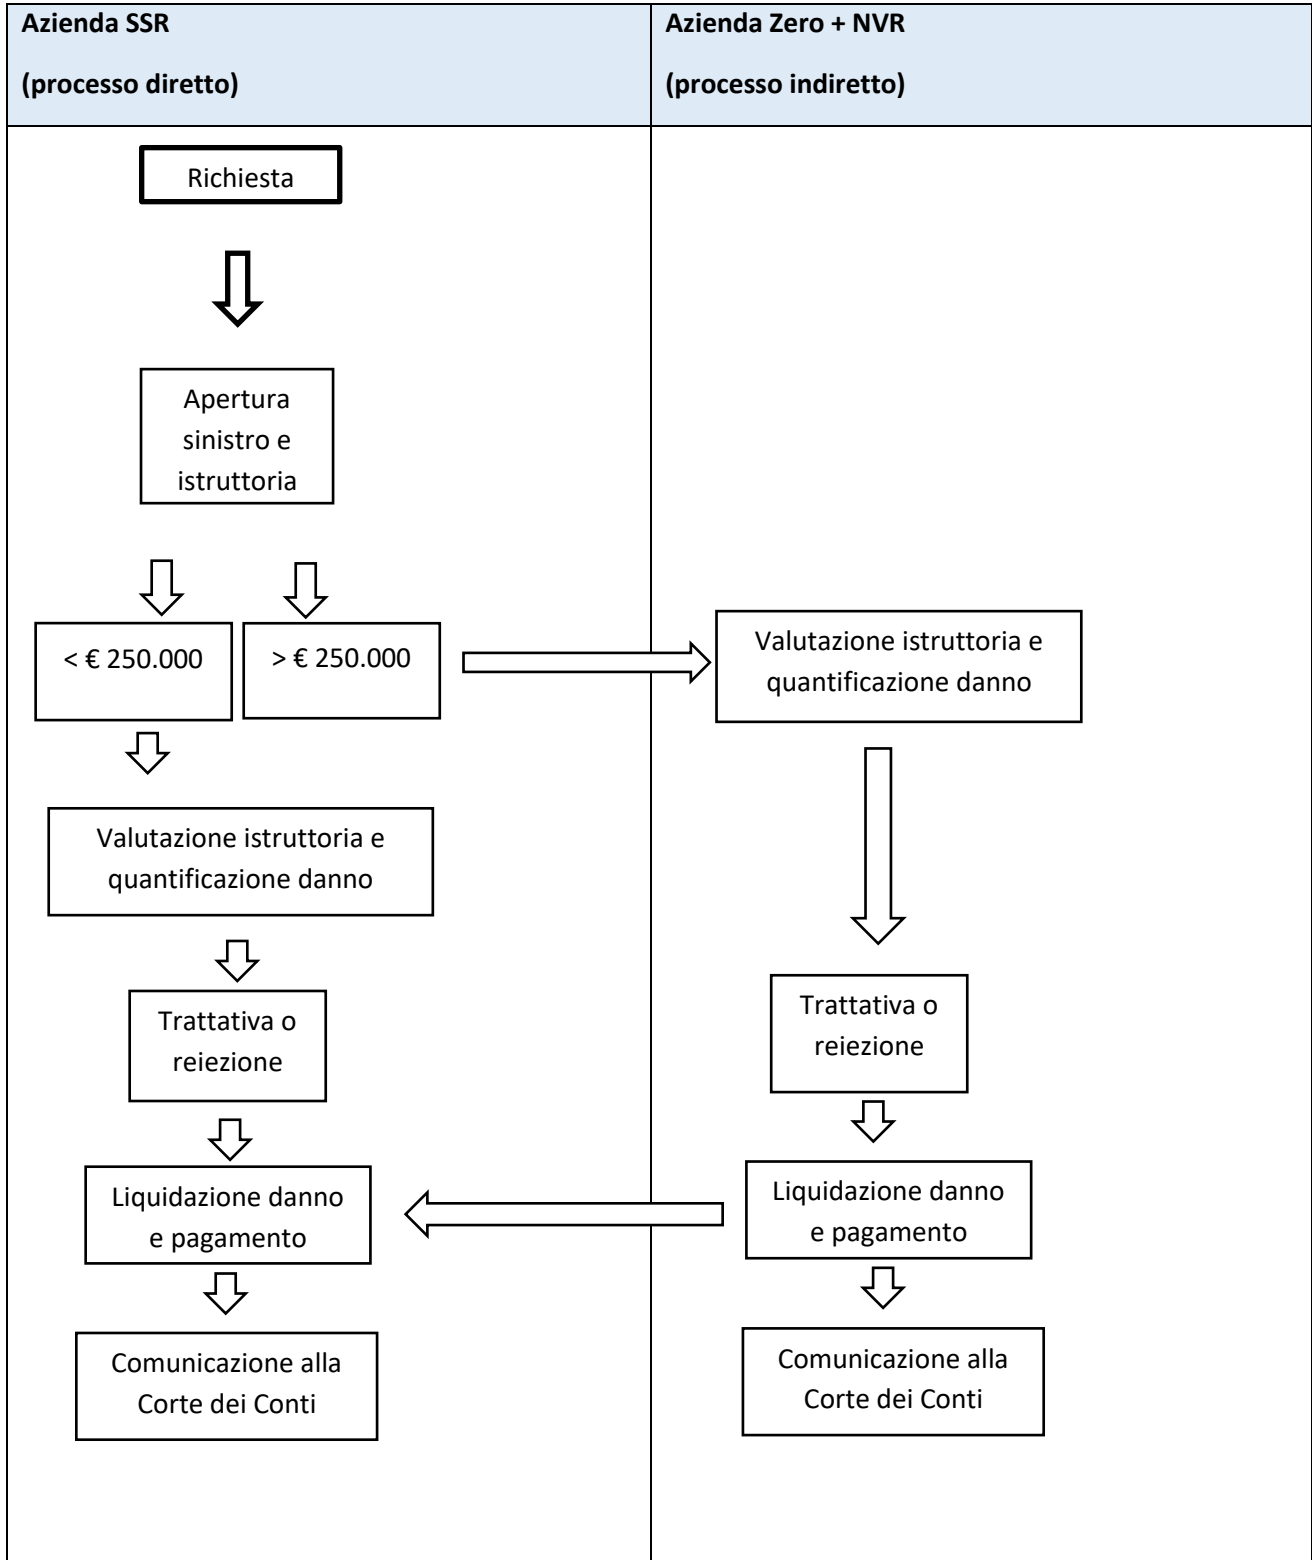 Azienda SSR
(processo diretto)
Azienda Zero + NVR
(processo indiretto)
Richiesta
Apertura
sinistro e
istruttoria
< € 250.000
> € 250.000
Valutazione istruttoria e
quantificazione danno
Valutazione istruttoria e
quantificazione danno
Trattativa o
reiezione
Trattativa o
reiezione
Liquidazione danno
e pagamento
Liquidazione danno
e pagamento
Comunicazione alla
Corte dei Conti
Comunicazione alla
Corte dei Conti